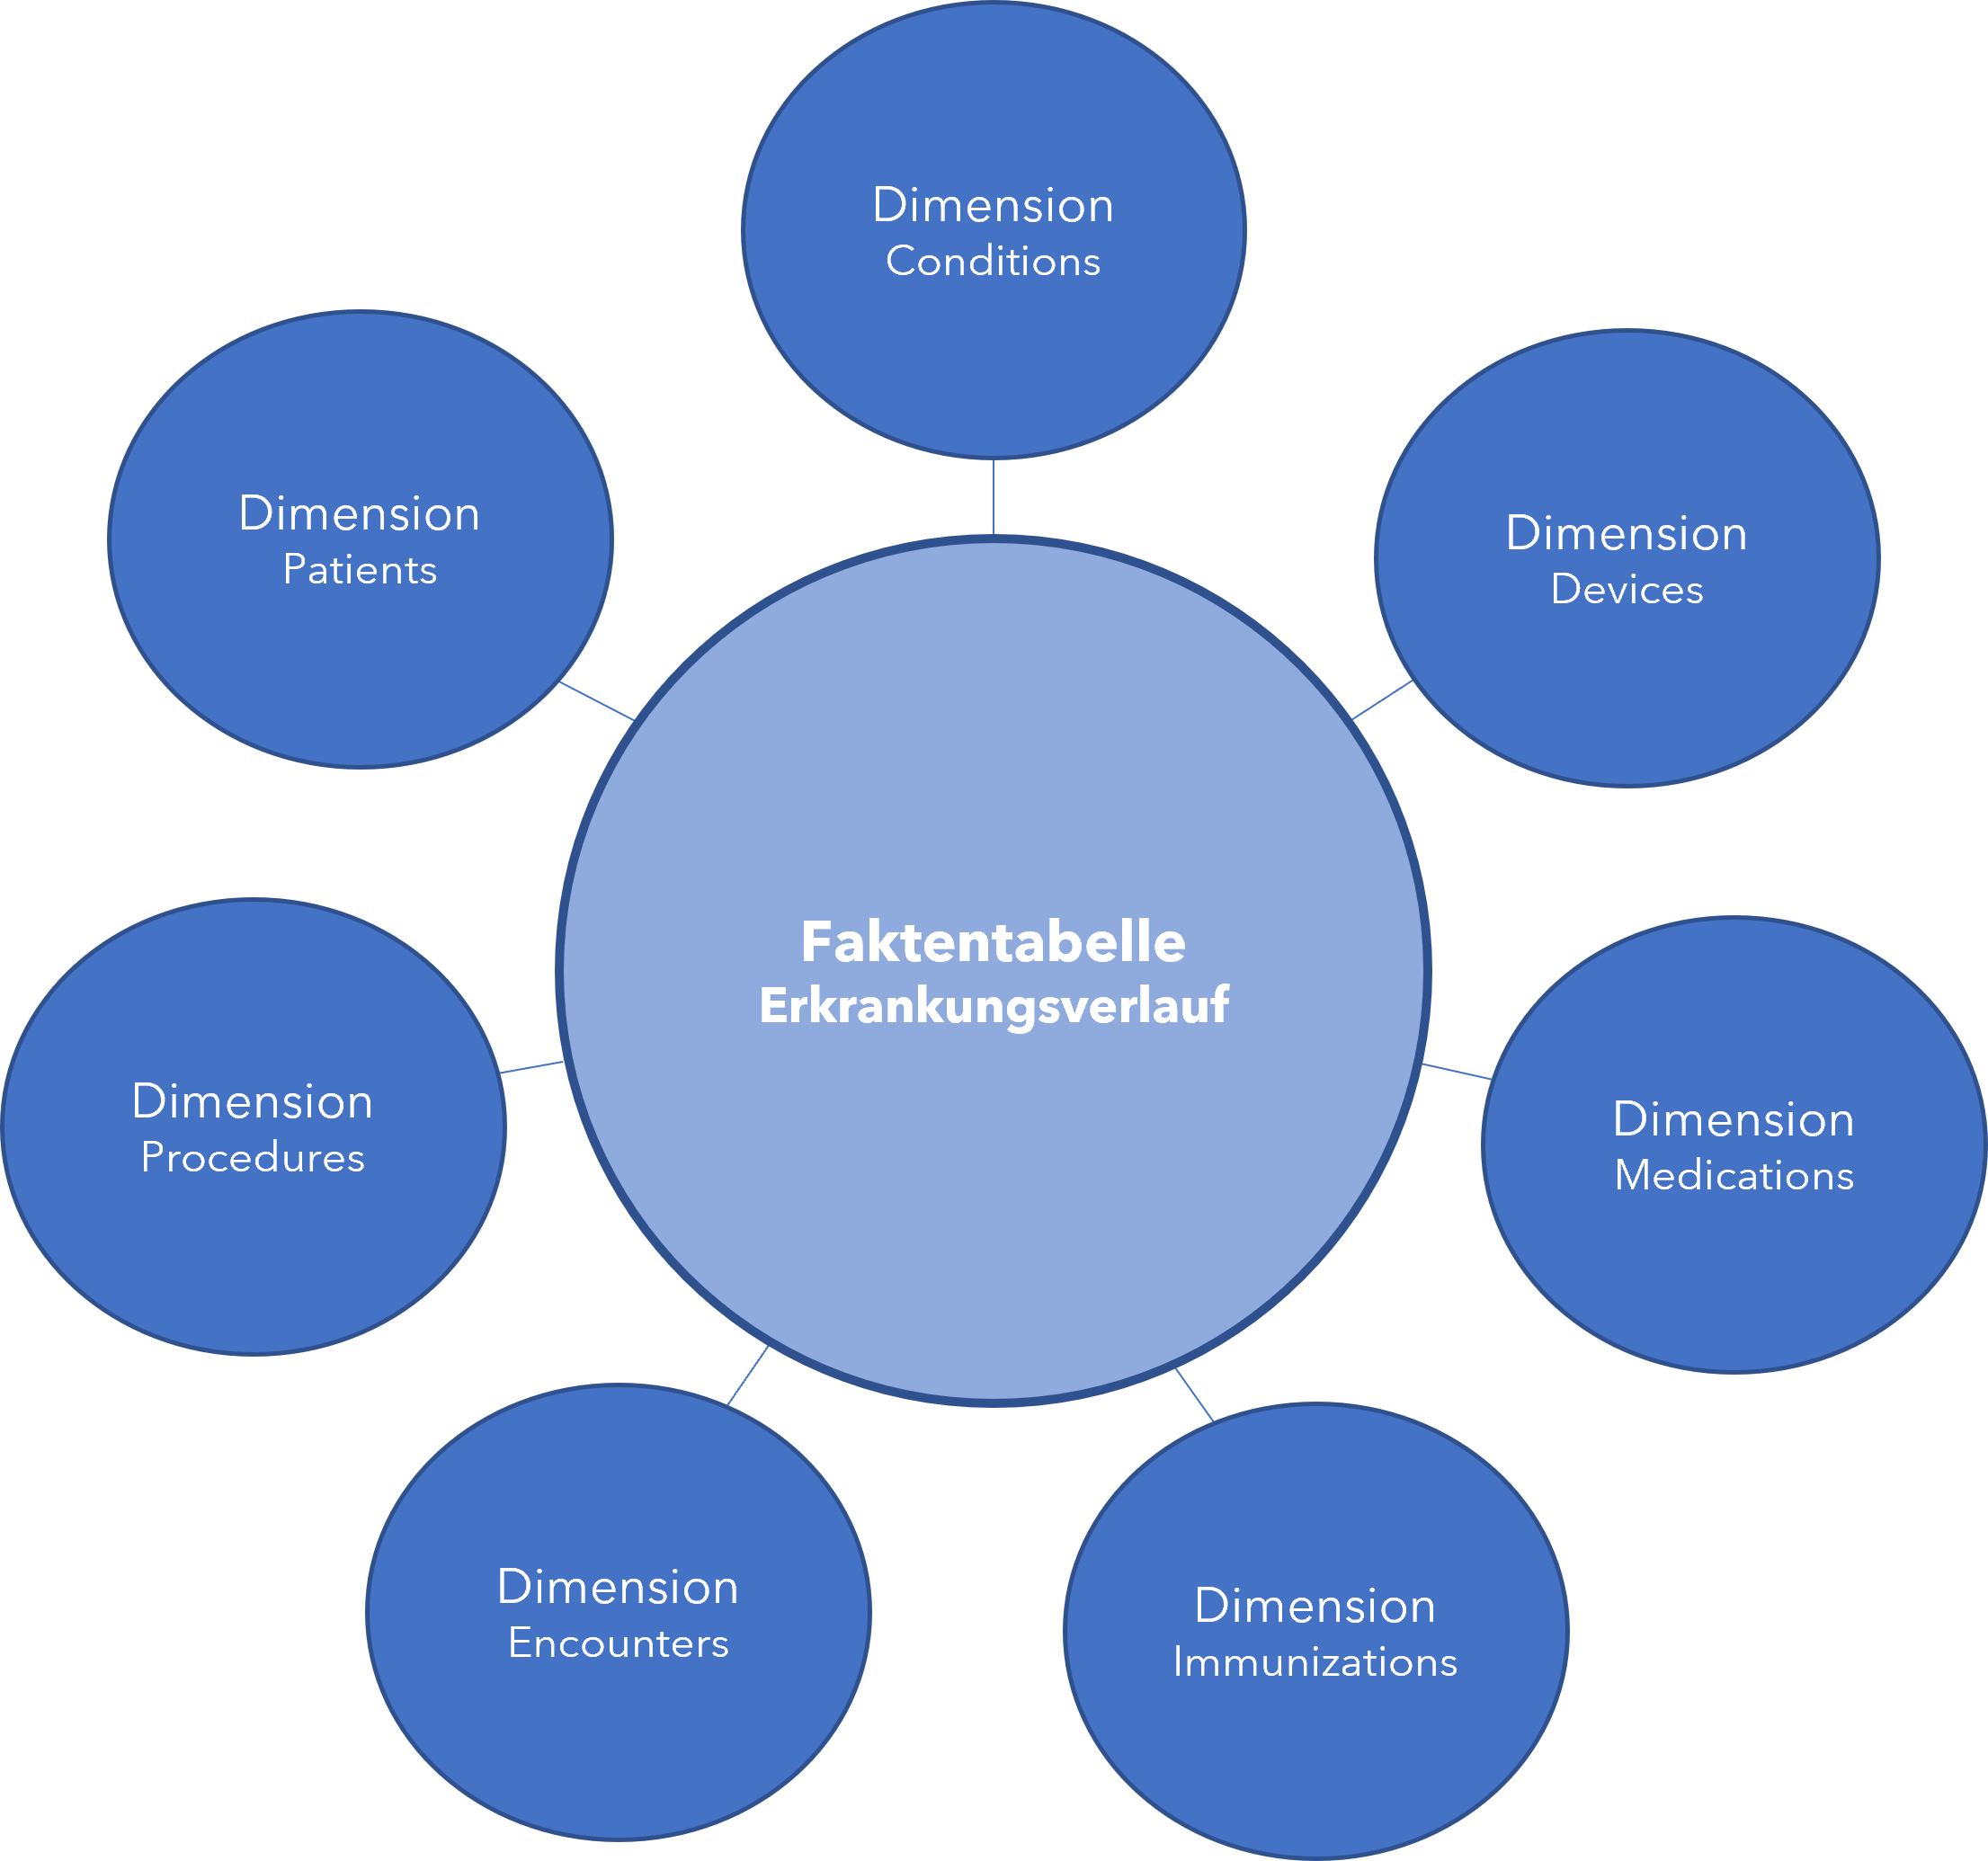 Dimension
Conditions
Dimension
Patients
Dimension
Devices
Faktentabelle
Erkrankungsverlauf
Dimension
Procedures
Dimension
Medications
Dimension
Encounters
Dimension
Immunizations